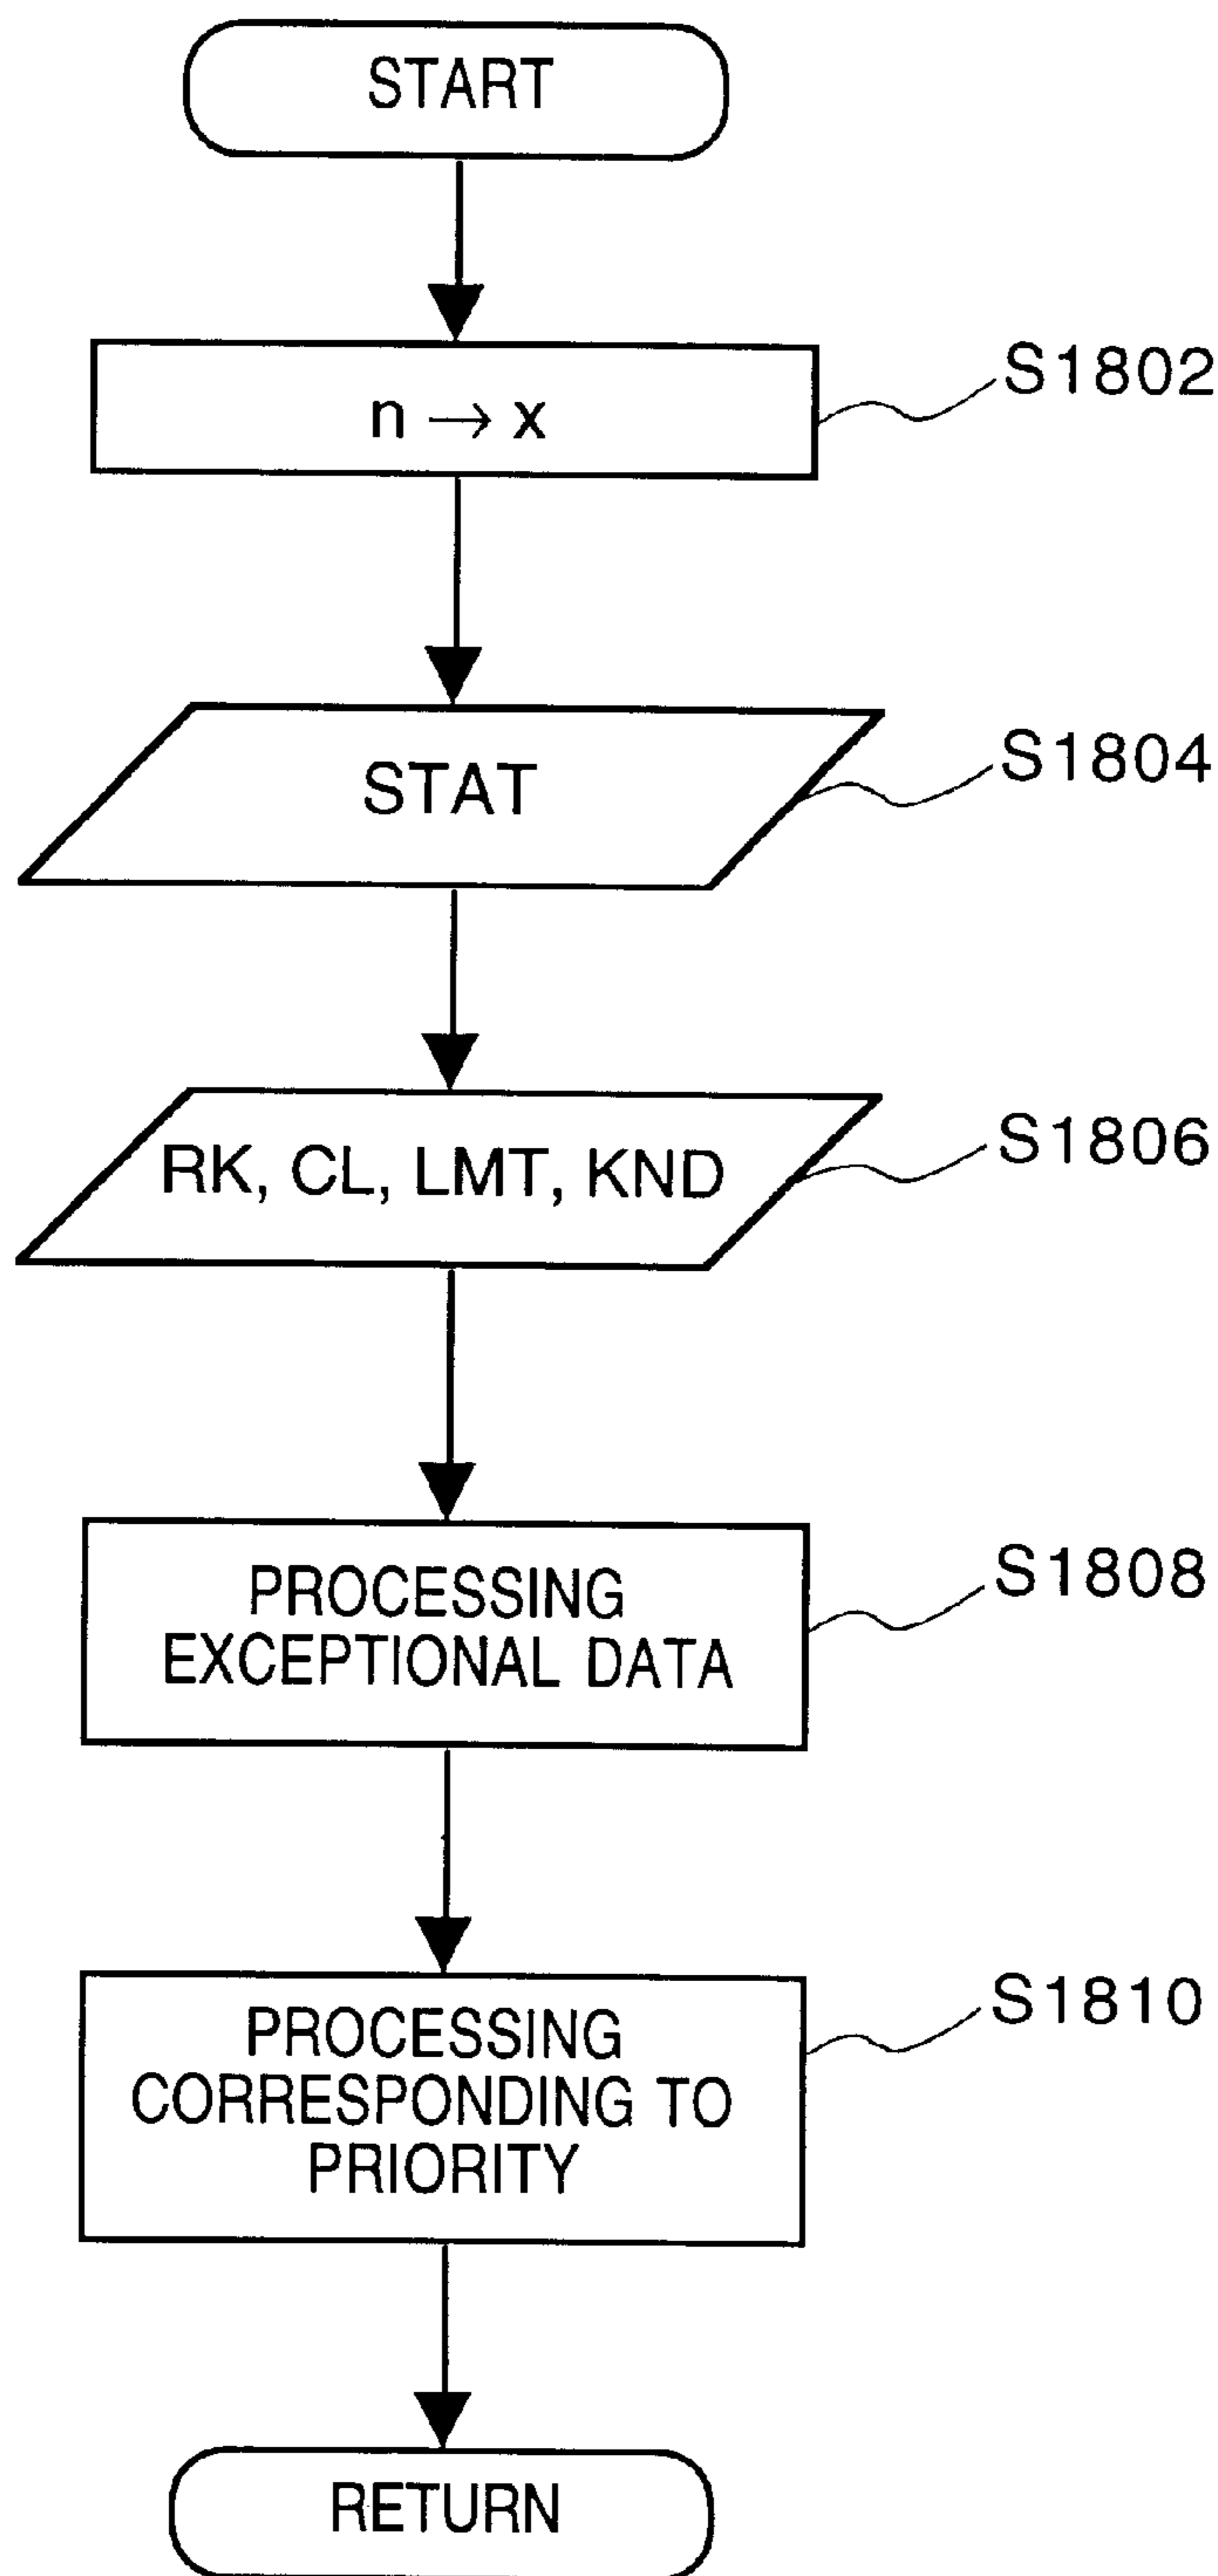 START
n → x
S1802
STAT
S1804
RK, CL, LMT, KND
S1806
PROCESSING
EXCEPTIONAL DATA
S1808
PROCESSING
CORRESPONDING TO
PRIORITY
S1810
RETURN